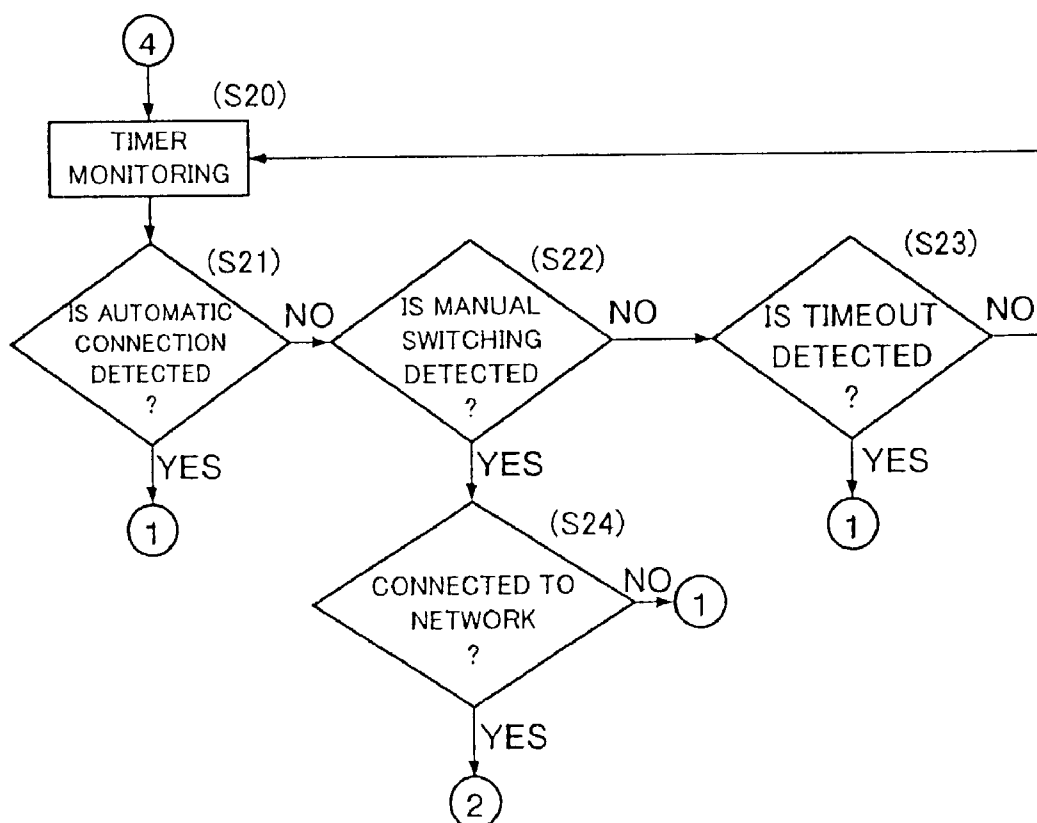 4
(S20)
TIMER
MONITORING
(S21)
IS AUTOMATIC
CONNECTION
DETECTED
?
NO
YES
1
(S22)
IS MANUAL
SWITCHING
DETECTED
?
NO
YES
(S23)
IS TIMEOUT
DETECTED
?
NO
YES
1
(S24)
CONNECTED TO
NETWORK
?
NO
1
YES
2